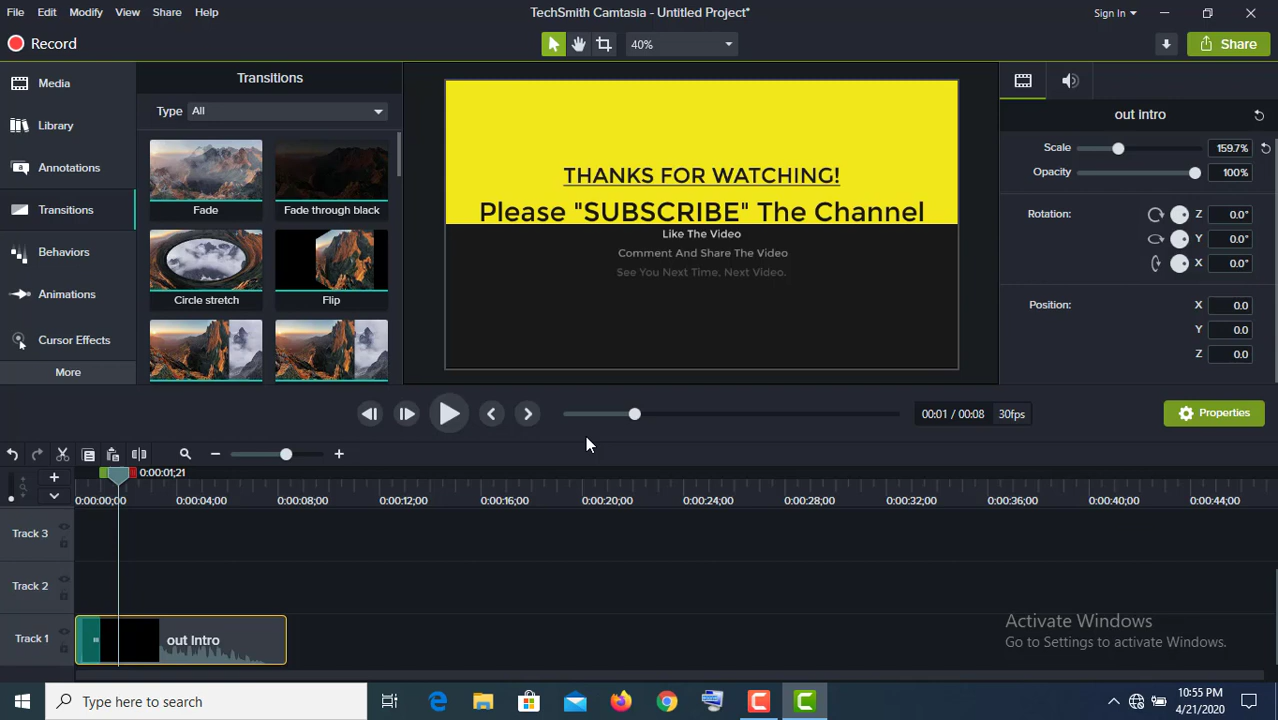 File Edit Modify View Share Help
TechSmith Camtasia - Untitled Project*
Sign In
Record
40%
Share
Media
Library
Annotations
Transitions
Behaviors
Animations
Cursor Effects
More
Transitions
Type All
Fade
Fade through black
Circle stretch
Flip
THANKS FOR WATCHING!
Please "SUBSCRIBE" The Channel
Like The Video
Comment And Share The Video
See You Next Time, Next Video.
out Intro
Scale 159.7%
Opacity 100%
Rotation: Z 0.0°
Y 0.0°
X 0.0°
Position: X 0.0
Y 0.0
Z 0.0
00:01 / 00:08 30fps
Properties
0:00:01;21
0:00:00;00 0:00:04;00 0:00:08;00 0:00:12;00 0:00:16;00 0:00:20;00 0:00:24;00 0:00:28;00 0:00:32;00 0:00:36;00 0:00:40;00 0:00:44;00
Track 3
Track 2
Track 1
out Intro
Activate Windows
Go to Settings to activate Windows.
Type here to search
10:55 PM
4/21/2020